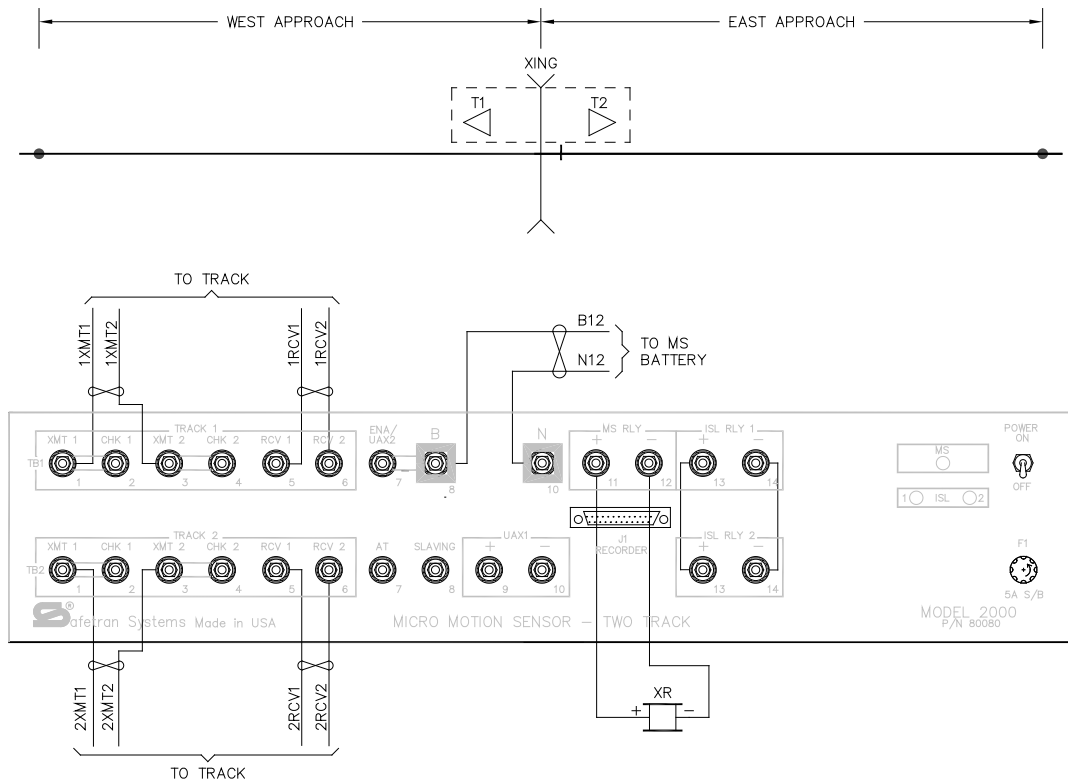 WEST APPROACH
EAST APPROACH
XING
T1 T2
TO TRACK
1XMT1 1XMT2 1RCV1 1RCV2
B12
N12
TO MS
BATTERY
TRACK 1
XMT 1 CHK 1 XMT 2 CHK 2 RCV 1 RCV 2
ENA/
UAX2
B
N
MS RLY
+ −
ISL RLY 1
+ −
MS
POWER
ON
OFF
TB1
1 2 3 4 5 6 7 8 10 11 12 13 14
1 ISL 2
J1
RECORDER
TRACK 2
XMT 1 CHK 1 XMT 2 CHK 2 RCV 1 RCV 2
AT
SLAVING
UAX1
+ −
ISL RLY 2
+ −
F1
5A S/B
TB2
1 2 3 4 5 6 7 8 9 10 13 14
Safetran Systems Made in USA
®
MICRO MOTION SENSOR − TWO TRACK
MODEL 2000
P/N 80080
2XMT1 2XMT2 2RCV1 2RCV2
XR
+ −
TO TRACK